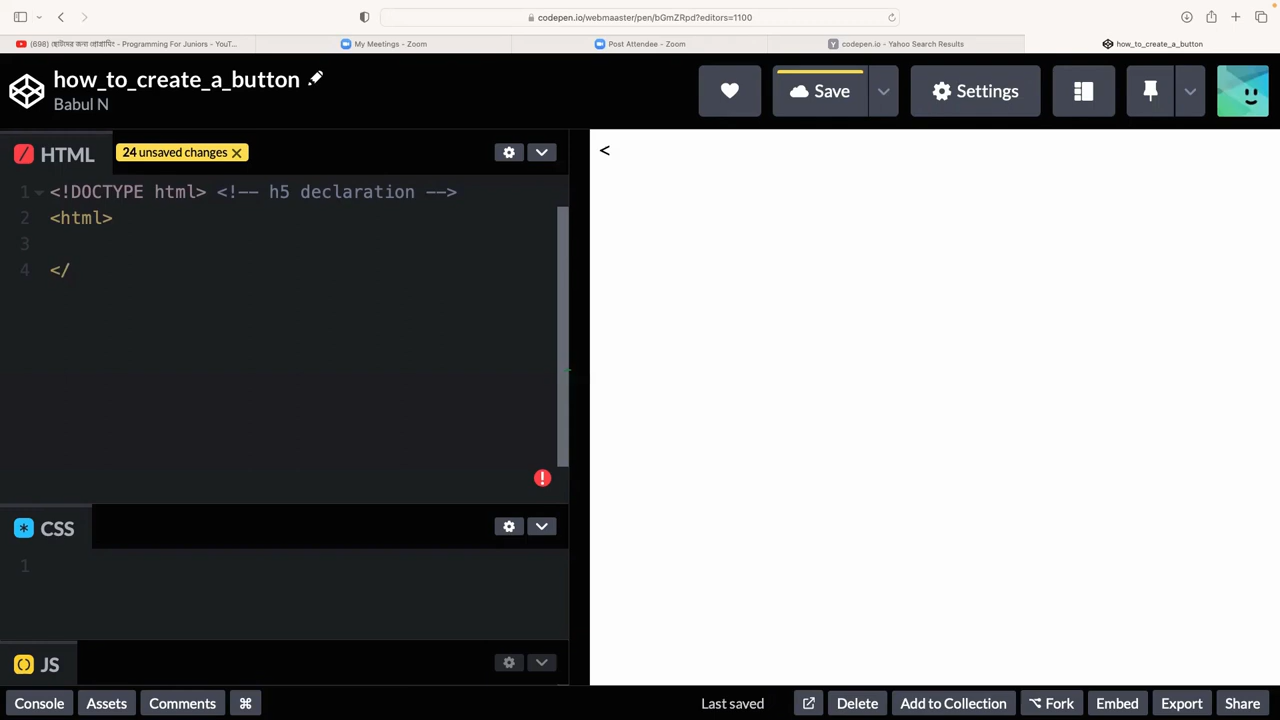 codepen.io/webmaaster/pen/bGmZRpd?editors=1100
(698) ছোটদের জন্য প্রোগ্রামিং - Programming For Juniors - YouT...
My Meetings - Zoom
Post Attendee - Zoom
codepen.io - Yahoo Search Results
how_to_create_a_button
how_to_create_a_button
Babul N
Save
Settings
HTML
24 unsaved changes
1 <!DOCTYPE html> <!-- h5 declaration -->
2 <html>
3
4 </
<
CSS
1
JS
Console
Assets
Comments
⌘
Last saved
Delete
Add to Collection
⌥ Fork
Embed
Export
Share